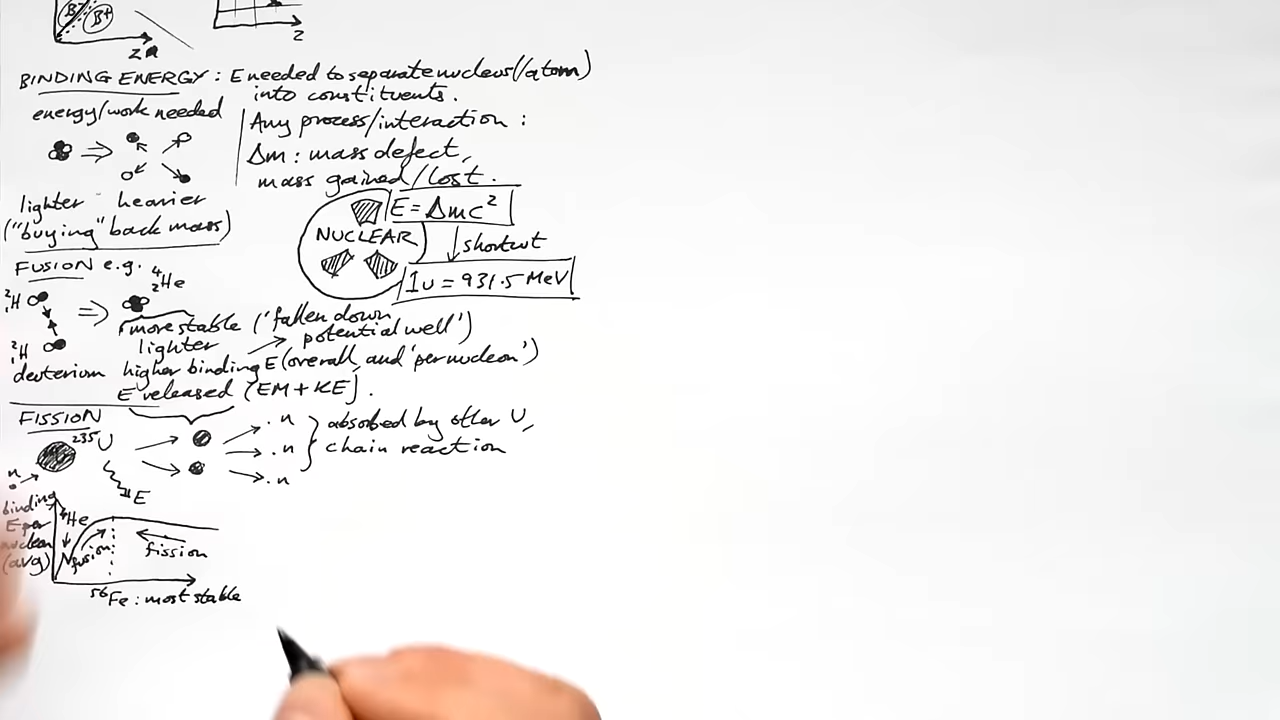 B- B+
Z
Z
BINDING ENERGY : E needed to separate nucleus(/atom)
into constituents.
energy/work needed
lighter heavier
("buying" back mass)
Any process/interaction :
Δm : mass defect,
mass gained/lost.
E = Δmc²
NUCLEAR
shortcut
1u = 931.5 MeV
FUSION e.g.
²₁H
⁴₂He
²₁H
deuterium
more stable ('fallen down
potential well')
lighter
higher binding E (overall and 'per nucleon')
E released (EM + KE).
FISSION
n
²³⁵U
E
n
n
n
absorbed by other U,
chain reaction
binding
E per
nucleon
(avg)
⁴He
fusion
fission
⁵⁶Fe : most stable